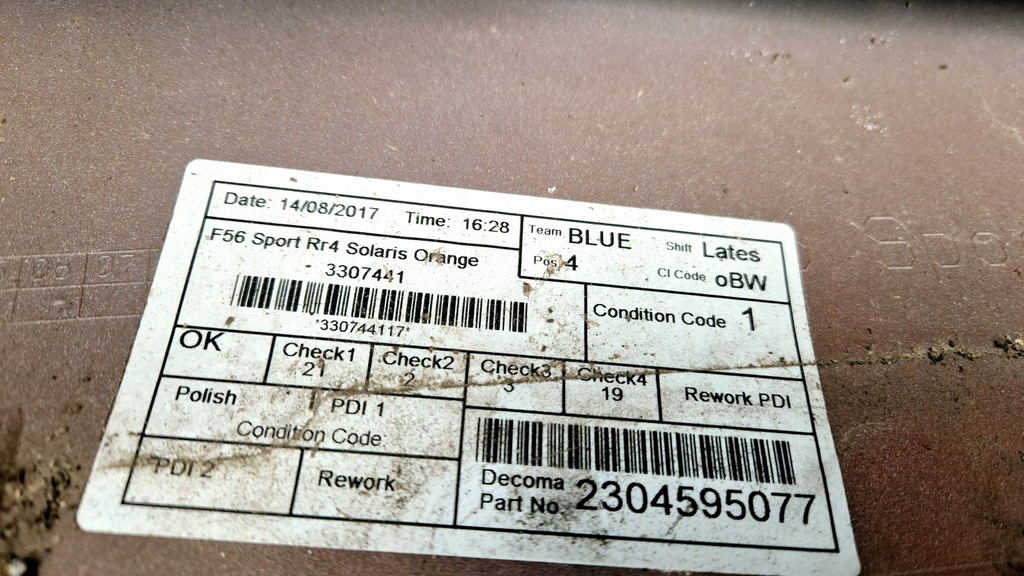 Date: 14/08/2017 Time: 16:28
Team BLUE Shift Lates
Pos 4 CI Code oBW
F56 Sport Rr4 Solaris Orange
3307441
*330744117*
Condition Code 1
OK Check1 Check2 Check3 Check4 Rework PDI
21 2 3 19
Polish PDI 1
Condition Code
PDI 2 Rework
Decoma
Part No. 2304595077